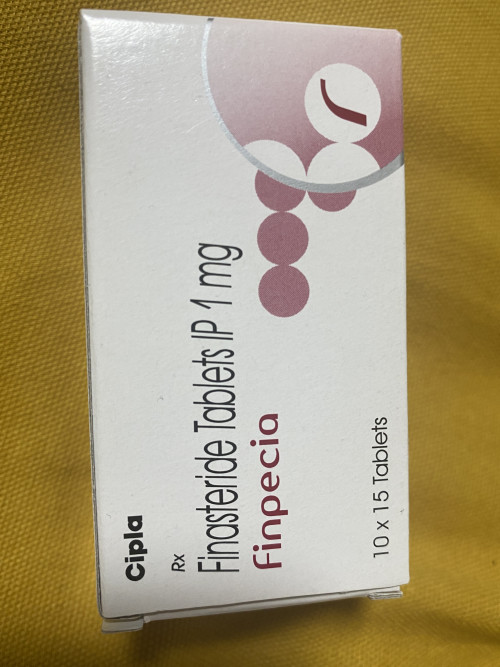 Cipla
Rx
Finasteride Tablets IP 1 mg
Finpecia
10 x 15 Tablets